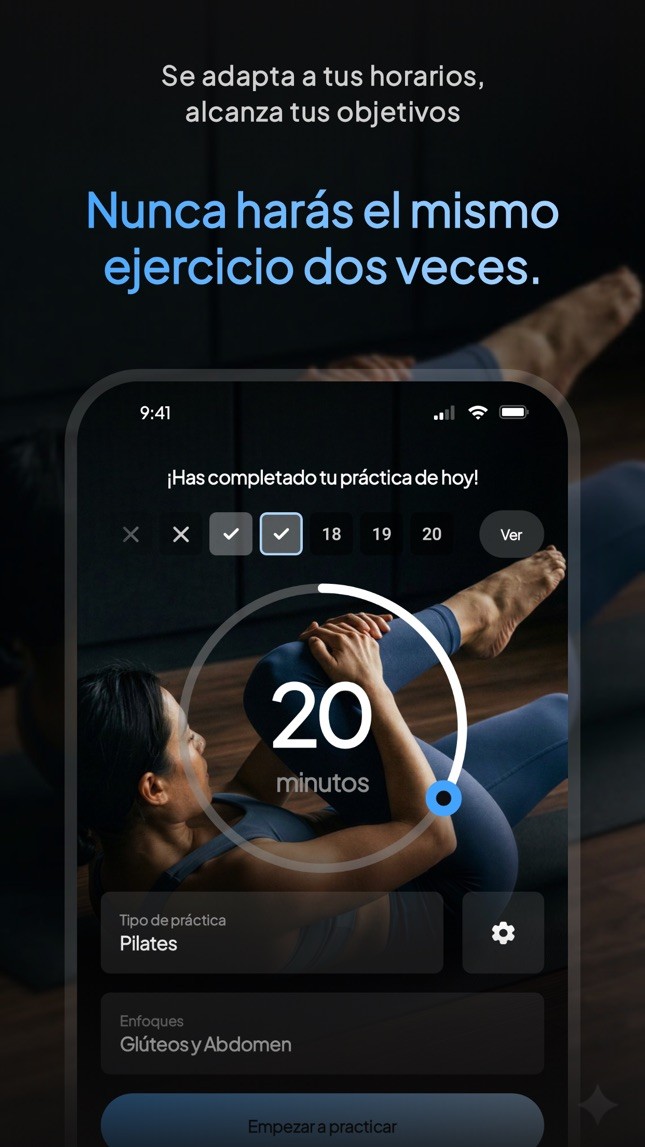 Se adapta a tus horarios,
alcanza tus objetivos
Nunca harás el mismo
ejercicio dos veces.
9:41
¡Has completado tu práctica de hoy!
18 19 20 Ver
20
minutos
Tipo de práctica
Pilates
Enfoques
Glúteos y Abdomen
Empezar a practicar